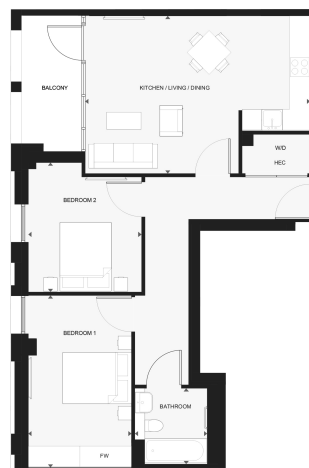 BALCONY
KITCHEN / LIVING / DINING
W/D
HEC
BEDROOM 2
BEDROOM 1
BATHROOM
FW